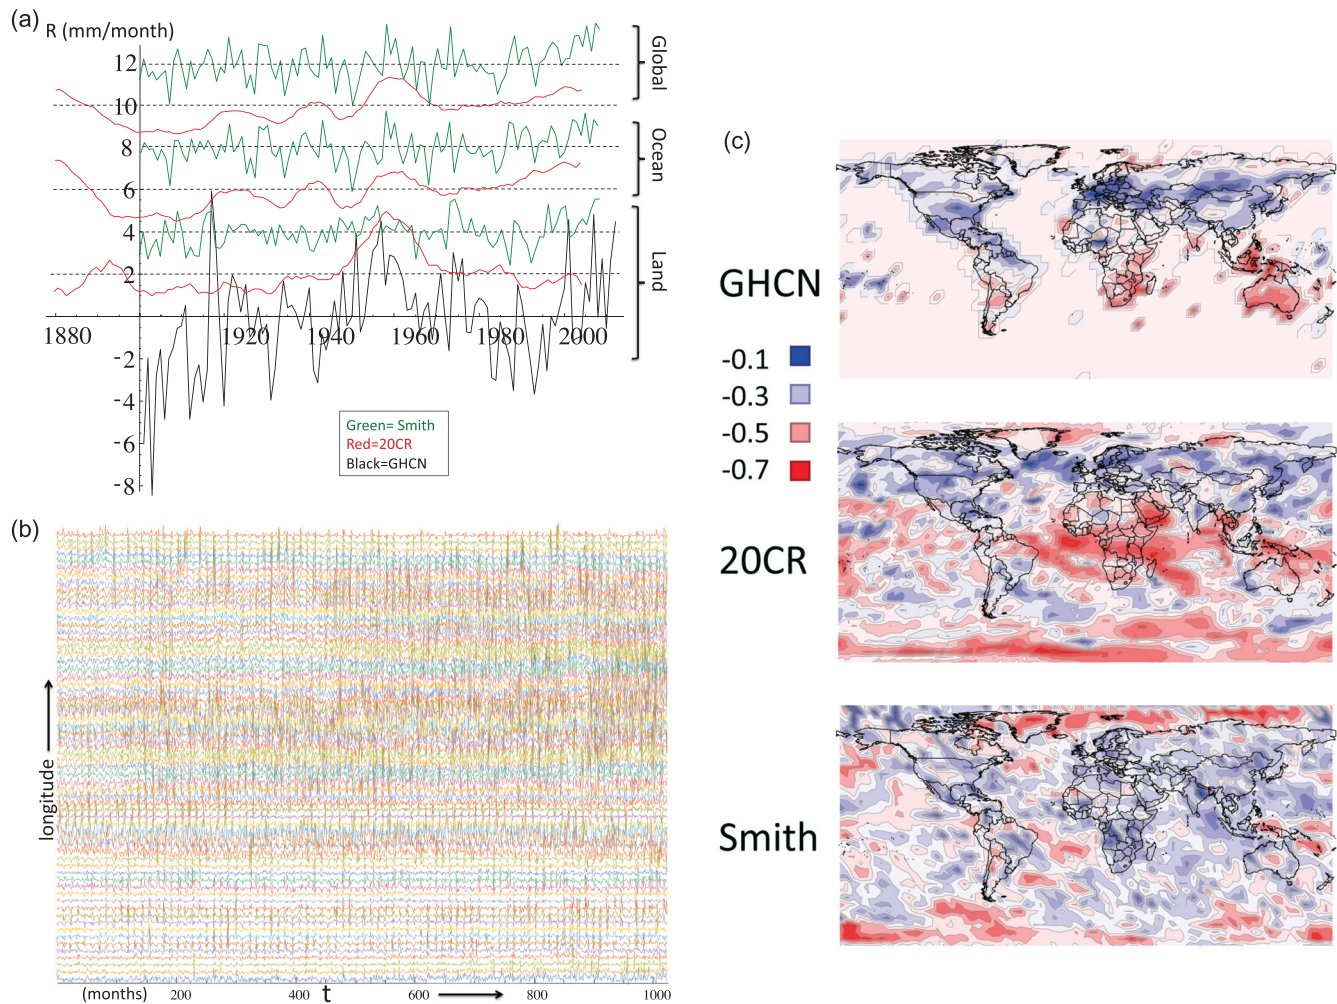 (a)
R (mm/month)
12
10
8
6
4
2
-2
-4
-6
-8
1880
1920
1940
1960
1980
2000
Global
Ocean
Land
Green= Smith
Red=20CR
Black=GHCN
(b)
longitude
(months)
200
400
t
600
800
1000
(c)
GHCN
-0.1
-0.3
-0.5
-0.7
20CR
Smith